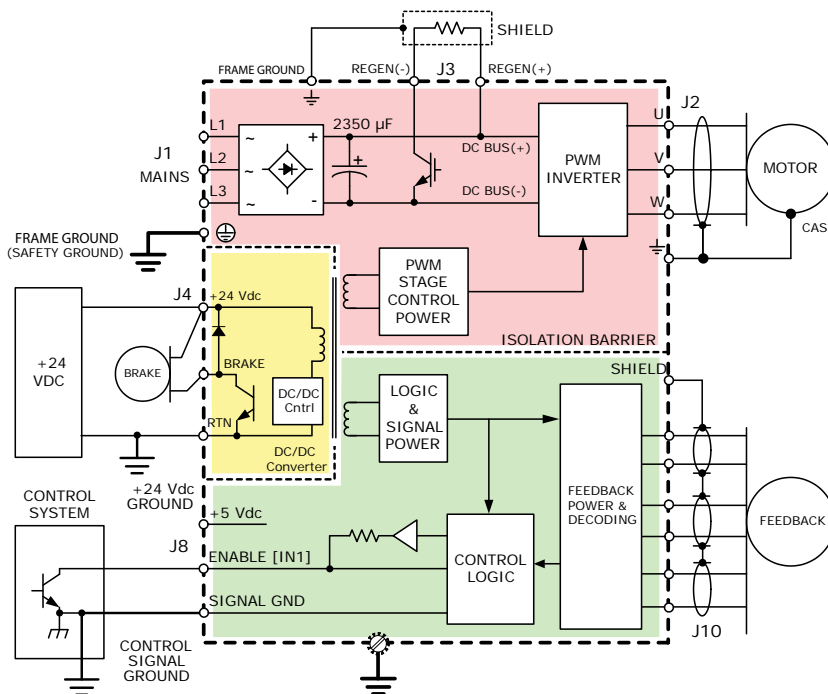 SHIELD
FRAME GROUND
REGEN(-)
J3
REGEN(+)
J1
MAINS
L1
L2
L3
~
~
~
+
-
2350 µF
+
DC BUS(+)
DC BUS(-)
PWM
INVERTER
U
V
W
J2
MOTOR
CAS
FRAME GROUND
(SAFETY GROUND)
PWM
STAGE
CONTROL
POWER
ISOLATION BARRIER
J4
+24 Vdc
+24
VDC
BRAKE
BRAKE
RTN
DC/DC
Cntrl
DC/DC
Converter
+24 Vdc
GROUND
LOGIC
&
SIGNAL
POWER
SHIELD
FEEDBACK
POWER &
DECODING
FEEDBACK
J10
CONTROL
SYSTEM
+5 Vdc
J8
ENABLE [IN1]
SIGNAL GND
CONTROL
LOGIC
CONTROL
SIGNAL
GROUND